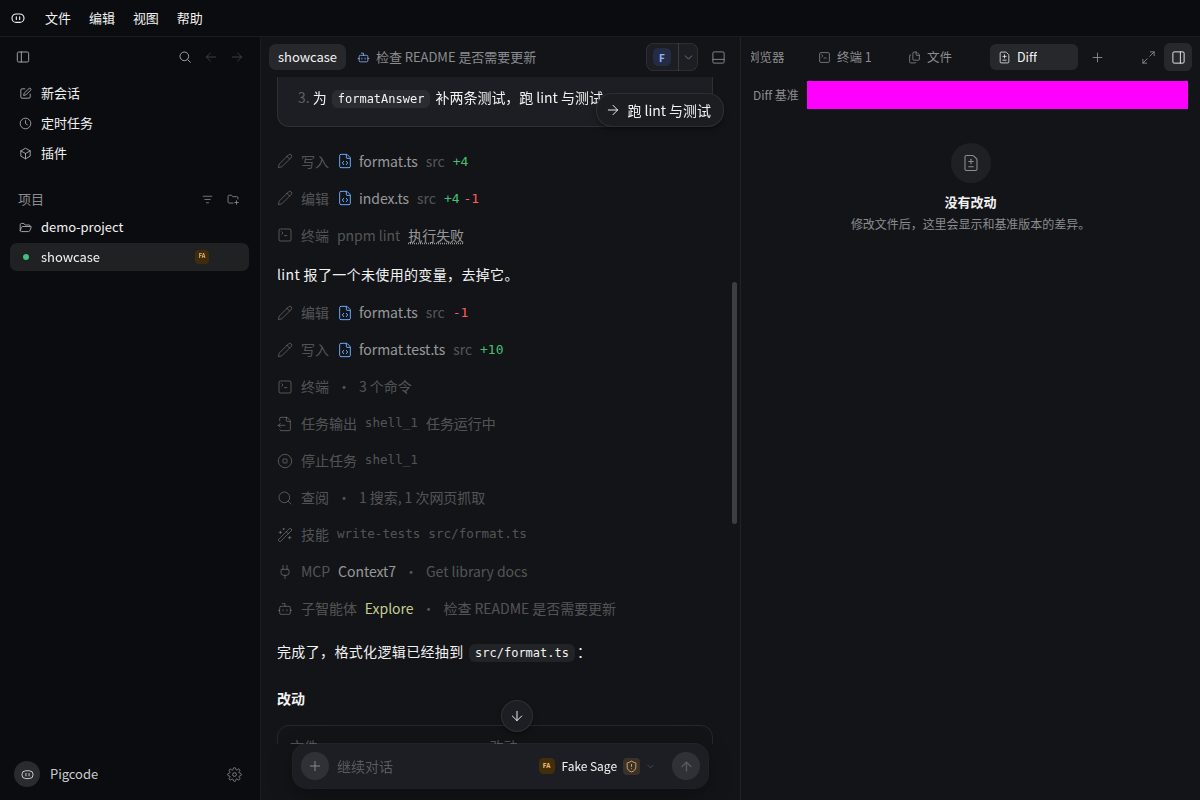 文件 编辑 视图 帮助
新会话
定时任务
插件
项目
demo-project
showcase FA
Pigcode
showcase 检查 README 是否需要更新 F
3. 为 formatAnswer 补两条测试，跑 lint 与测试
跑 lint 与测试
写入 format.ts src +4
编辑 index.ts src +4 -1
终端 pnpm lint 执行失败
lint 报了一个未使用的变量，去掉它。
编辑 format.ts src -1
写入 format.test.ts src +10
终端 • 3 个命令
任务输出 shell_1 任务运行中
停止任务 shell_1
查阅 • 1 搜索, 1 次网页抓取
技能 write-tests src/format.ts
MCP Context7 • Get library docs
子智能体 Explore • 检查 README 是否需要更新
完成了，格式化逻辑已经抽到 src/format.ts：
改动
文件 改动
继续对话 FA Fake Sage
浏览器 终端 1 文件 Diff
Diff 基准
没有改动
修改文件后，这里会显示和基准版本的差异。